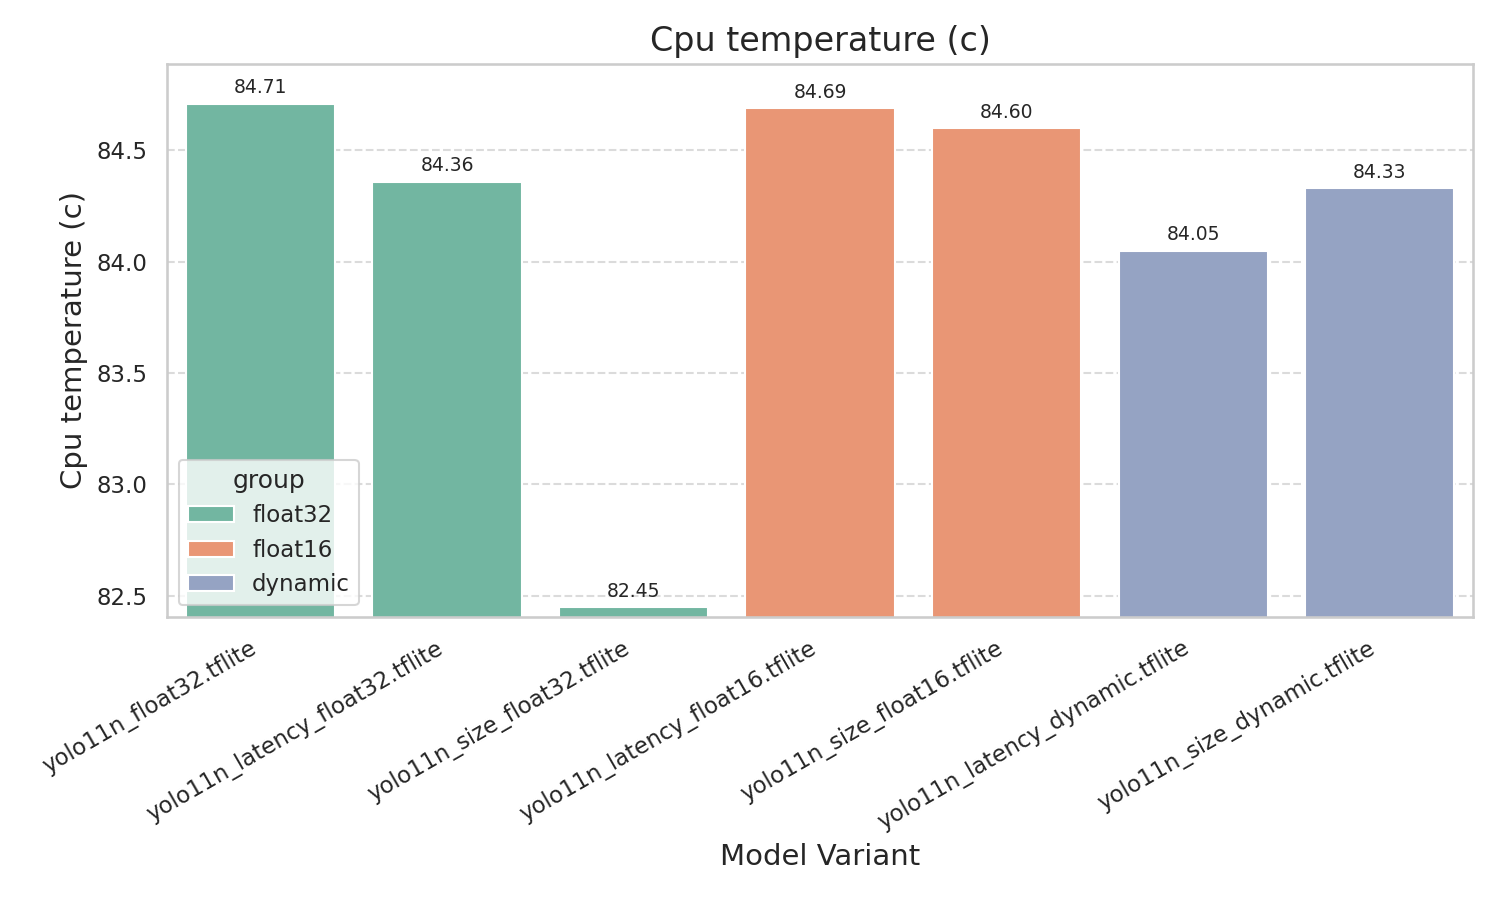 Cpu temperature (c)
84.71
84.36
82.45
84.69
84.60
84.05
84.33
Cpu temperature (c)
84.5
84.0
83.5
83.0
82.5
group
float32
float16
dynamic
yolo11n_float32.tflite
yolo11n_latency_float32.tflite
yolo11n_size_float32.tflite
yolo11n_latency_float16.tflite
yolo11n_size_float16.tflite
yolo11n_latency_dynamic.tflite
yolo11n_size_dynamic.tflite
Model Variant